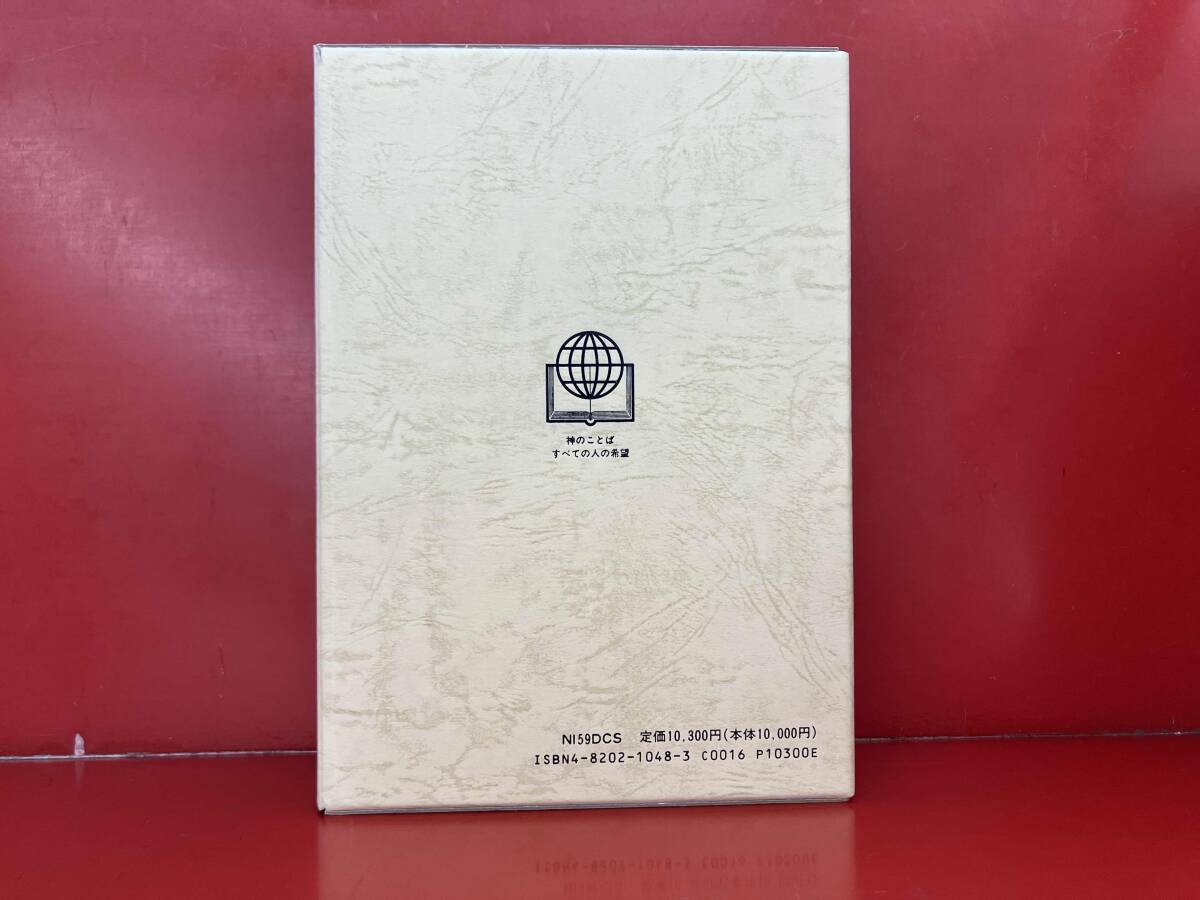 神のことば
すべての人の希望
NI59DCS 定価10,300円(本体10,000円)
ISBN4-8202-1048-3 C0016 P10300E